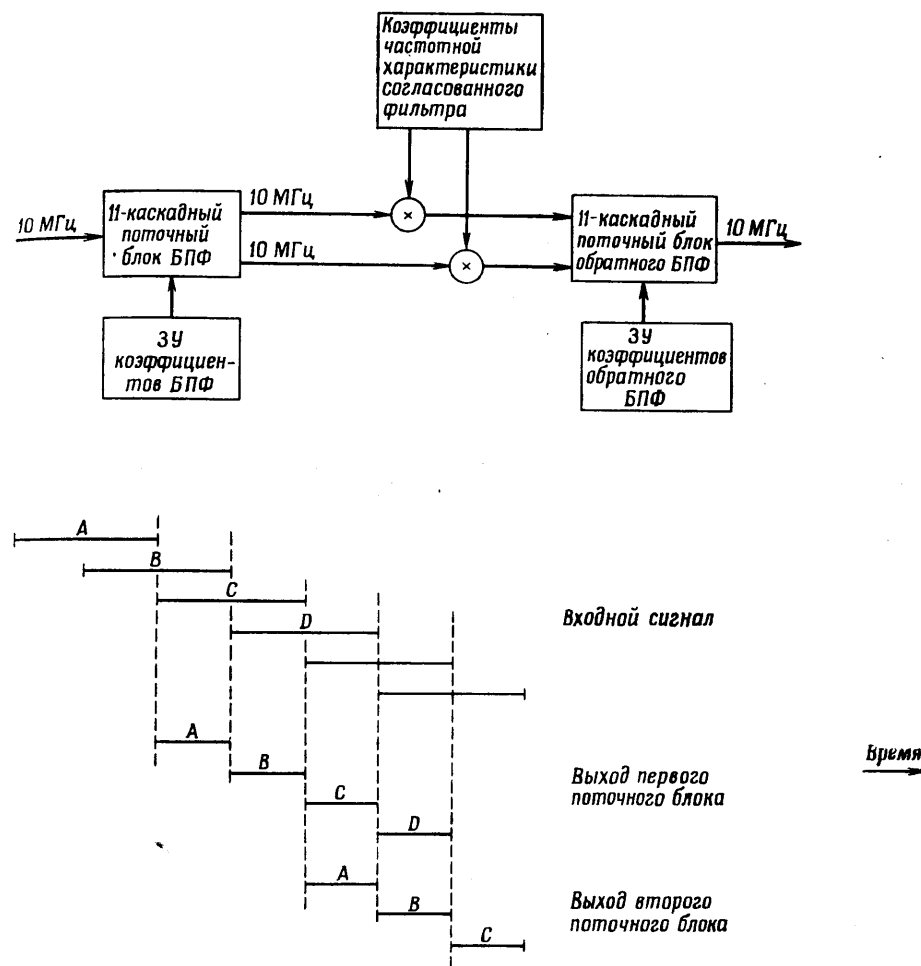 Коэффициенты
частотной
характеристики
согласованного
фильтра
10 МГц
11-каскадный
поточный
блок БПФ
10 МГц
10 МГц
×
×
11-каскадный
поточный блок
обратного БПФ
10 МГц
ЗУ
коэффициен-
тов БПФ
ЗУ
коэффициентов
обратного
БПФ
A
B
C
D
Входной сигнал
A
B
C
D
Выход первого
поточного блока
Время
A
B
C
Выход второго
поточного блока